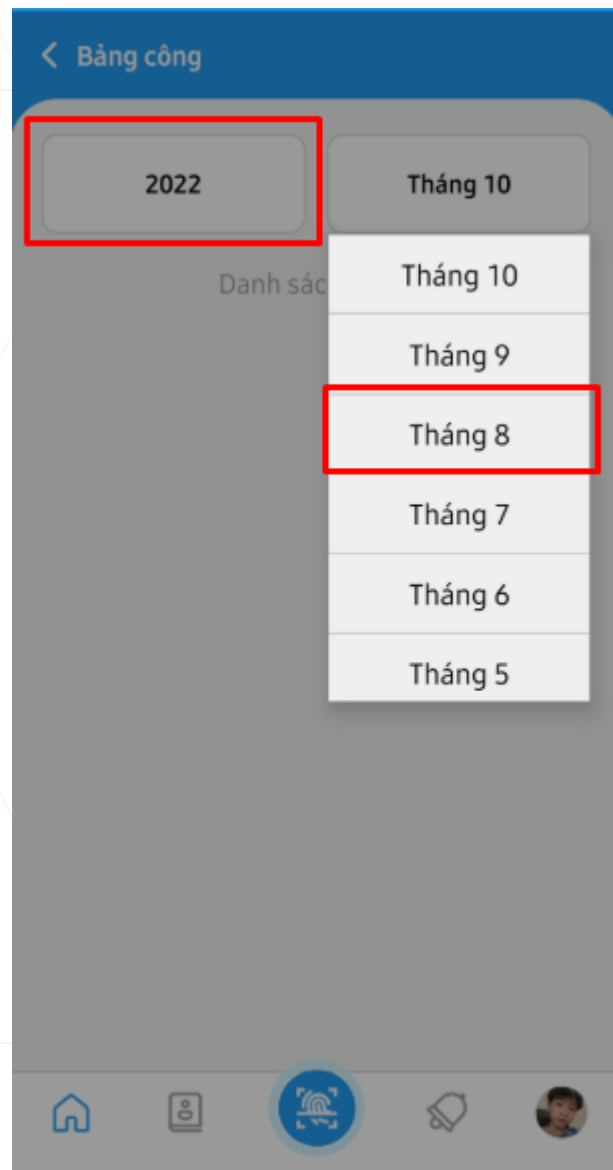 Bảng công
2022
Tháng 10
Danh sác
Tháng 10
Tháng 9
Tháng 8
Tháng 7
Tháng 6
Tháng 5